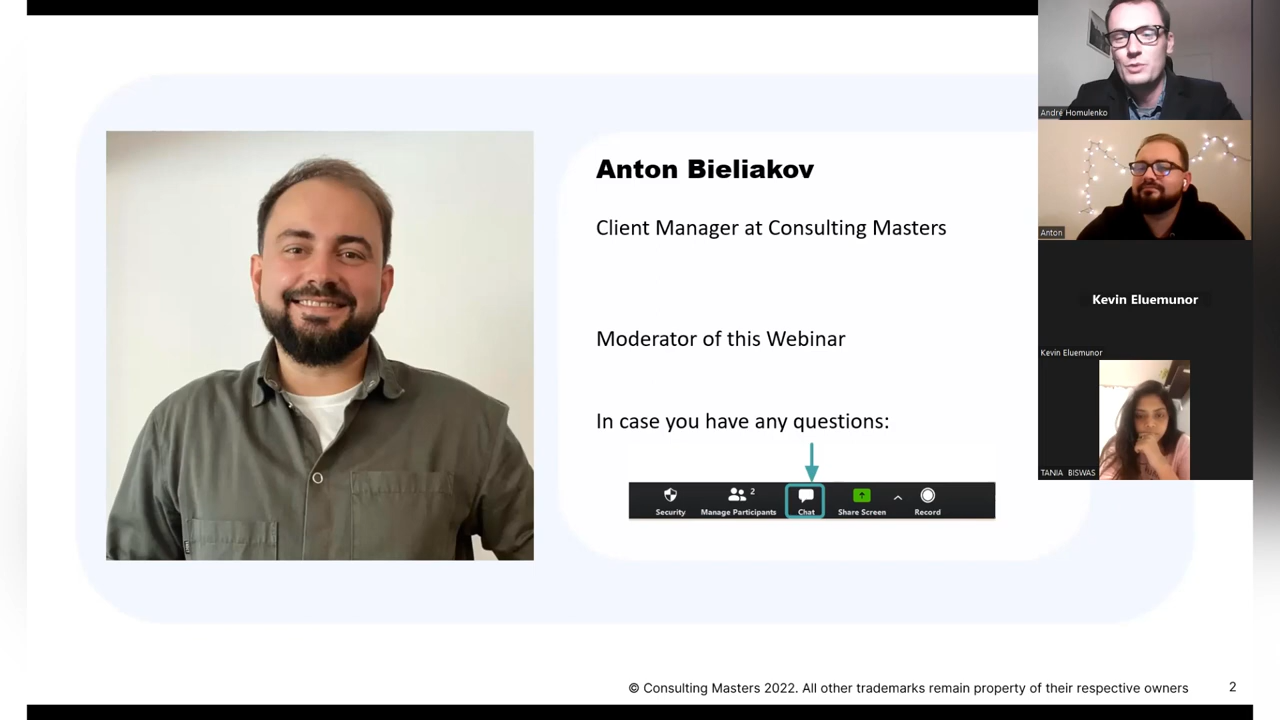 Anton Bieliakov
Client Manager at Consulting Masters
Moderator of this Webinar
In case you have any questions:
2
Security
Manage Participants
Chat
Share Screen
Record
André Homulenko
Anton
Kevin Eluemunor
Kevin Eluemunor
TANIA BISWAS
© Consulting Masters 2022. All other trademarks remain property of their respective owners
2